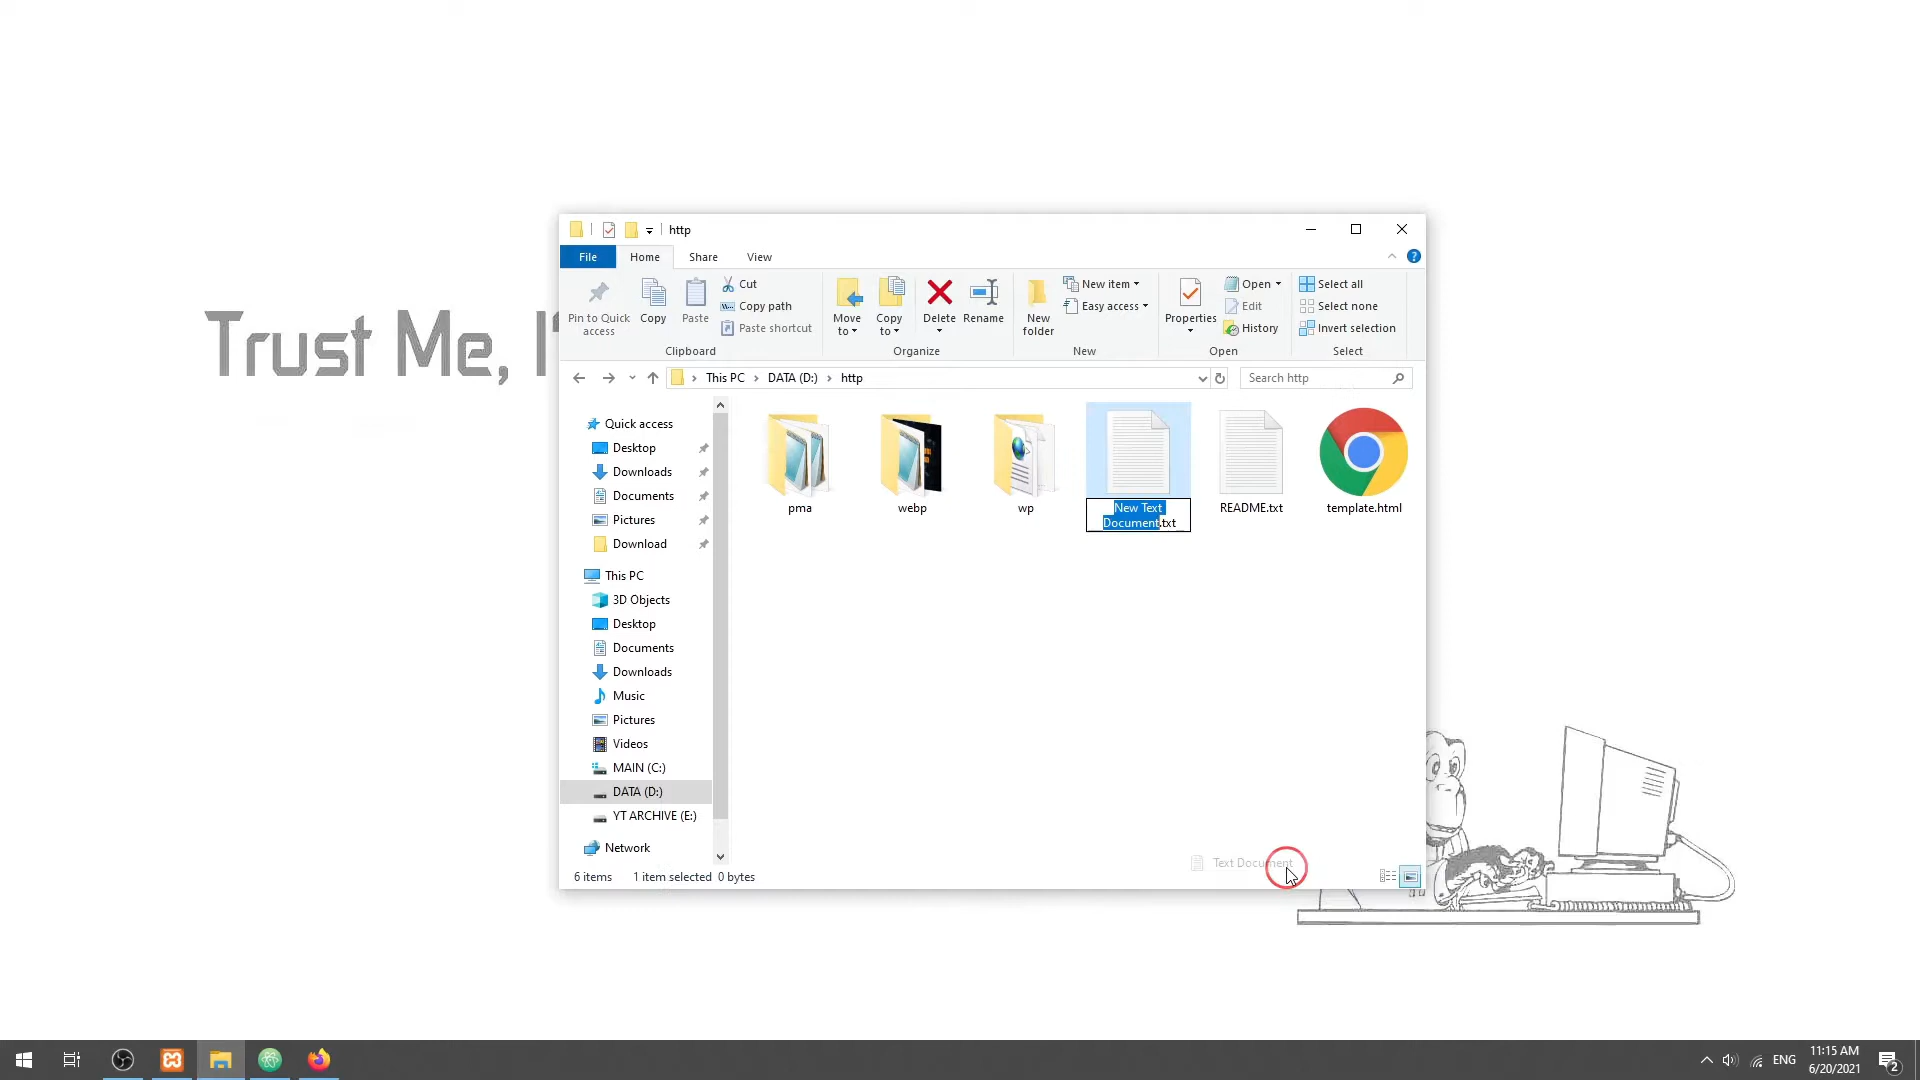 Trust Me, I
http
File Home Share View
Pin to Quick access
Copy
Paste
Cut
Copy path
Paste shortcut
Clipboard
Move to
Copy to
Delete
Rename
Organize
New folder
New item
Easy access
New
Properties
Open
Edit
History
Open
Select all
Select none
Invert selection
Select
This PC > DATA (D:) > http
Search http
Quick access
Desktop
Downloads
Documents
Pictures
Download
This PC
3D Objects
Desktop
Documents
Downloads
Music
Pictures
Videos
MAIN (C:)
DATA (D:)
YT ARCHIVE (E:)
Network
pma
webp
wp
New Text
Document.txt
README.txt
template.html
Text Document
6 items 1 item selected 0 bytes
ENG
11:15 AM
6/20/2021
2